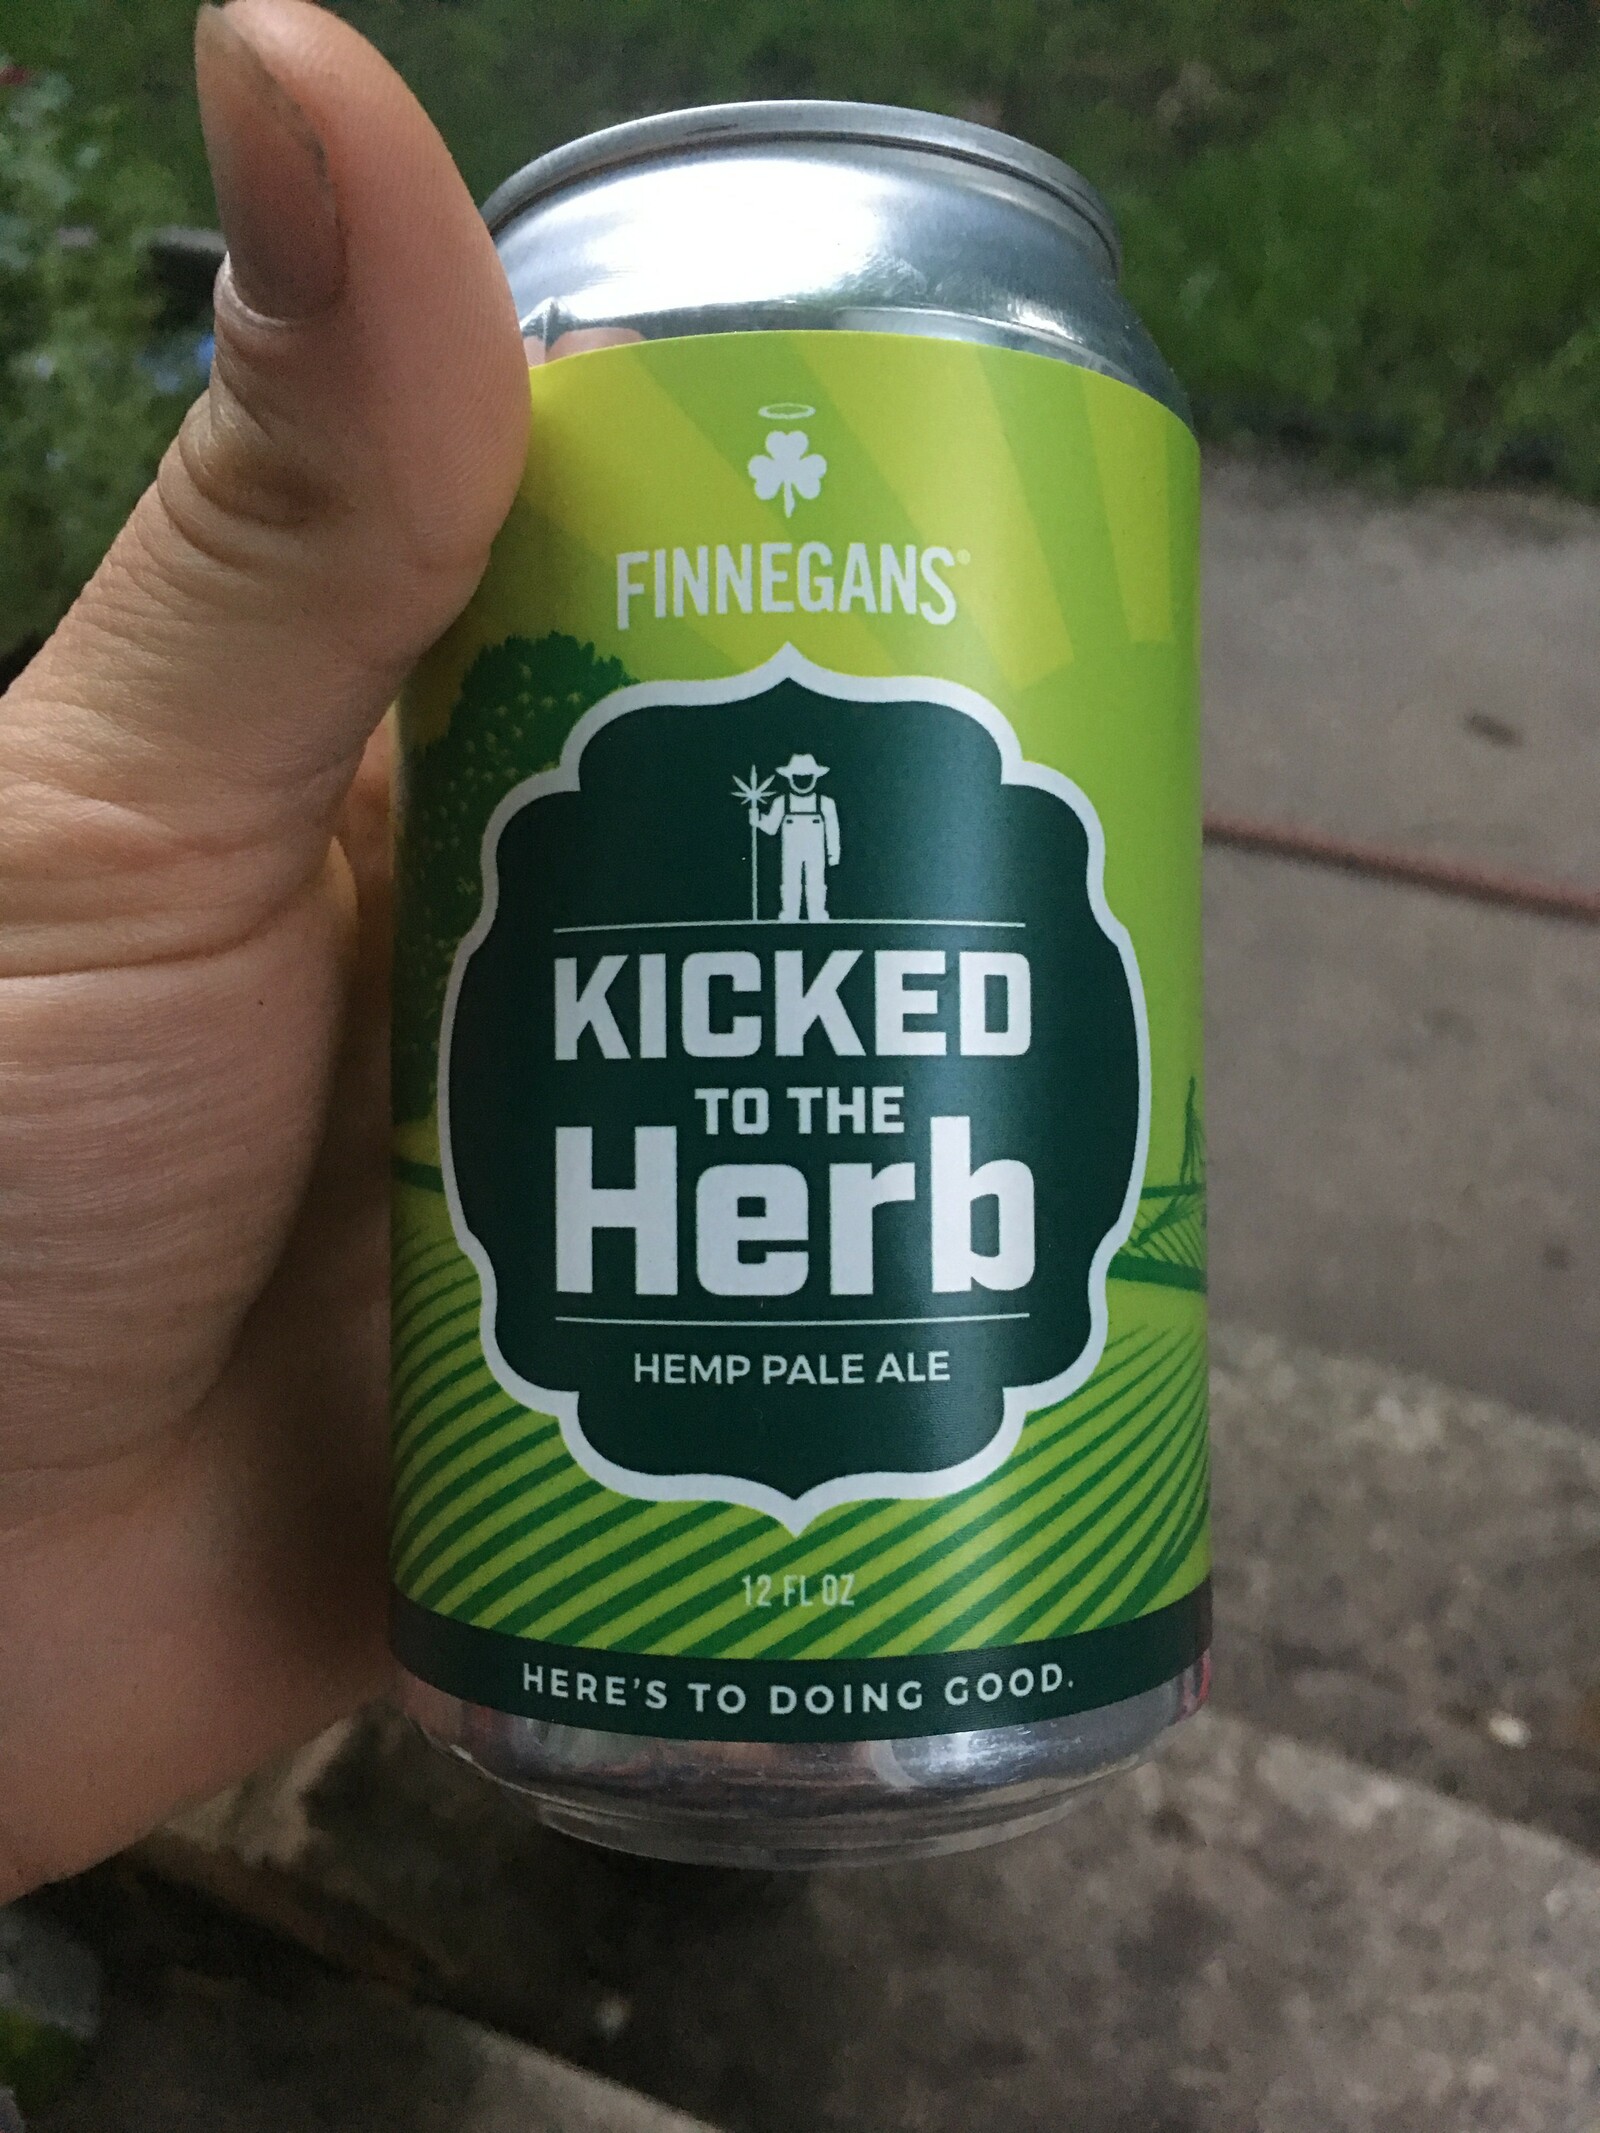 FINNEGANS®
KICKED
TO THE
Herb
HEMP PALE ALE
12 FL OZ
HERE'S TO DOING GOOD.